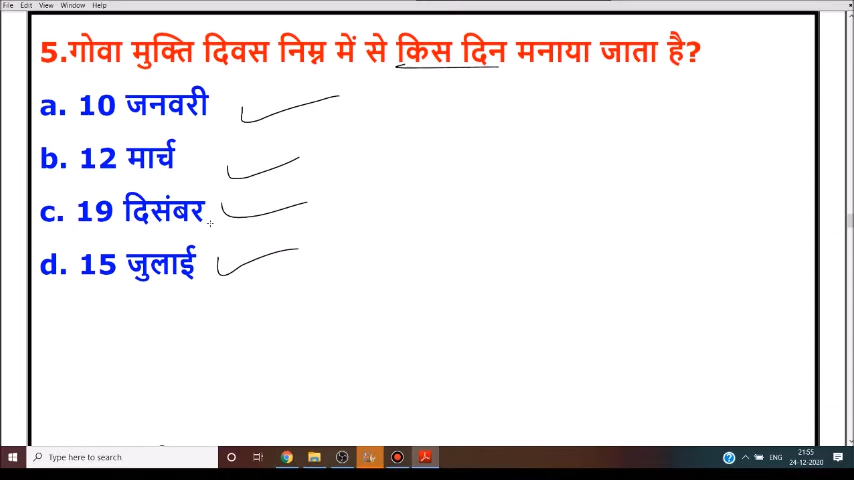 File Edit View Window Help
5.गोवा मुक्ति दिवस निम्न में से किस दिन मनाया जाता है?
a. 10 जनवरी
b. 12 मार्च
c. 19 दिसंबर
d. 15 जुलाई
Type here to search
ENG
21:55
24-12-2020